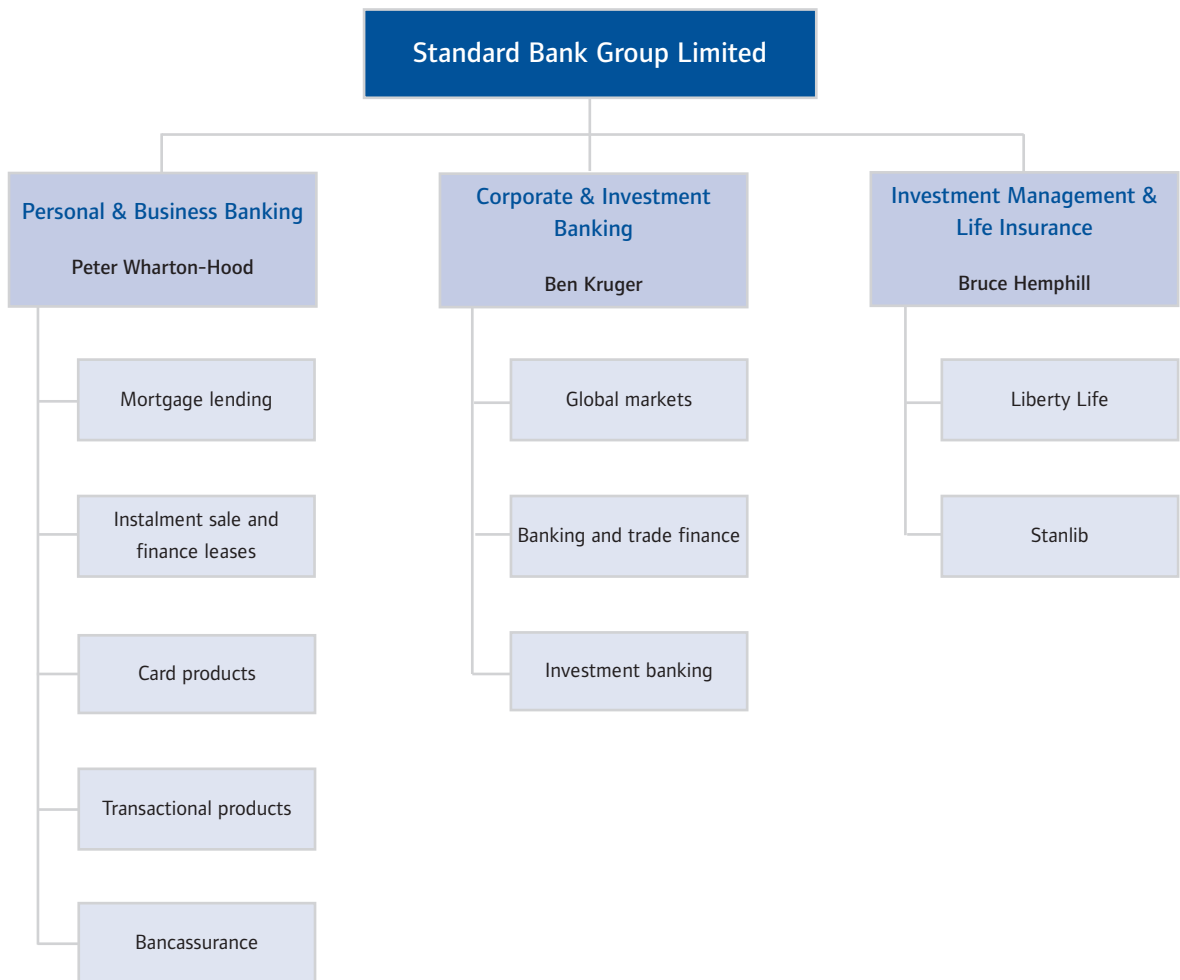 Standard Bank Group Limited
Personal & Business Banking
Peter Wharton-Hood
Mortgage lending
Instalment sale and
finance leases
Card products
Transactional products
Bancassurance
Corporate & Investment
Banking
Ben Kruger
Global markets
Banking and trade finance
Investment banking
Investment Management &
Life Insurance
Bruce Hemphill
Liberty Life
Stanlib